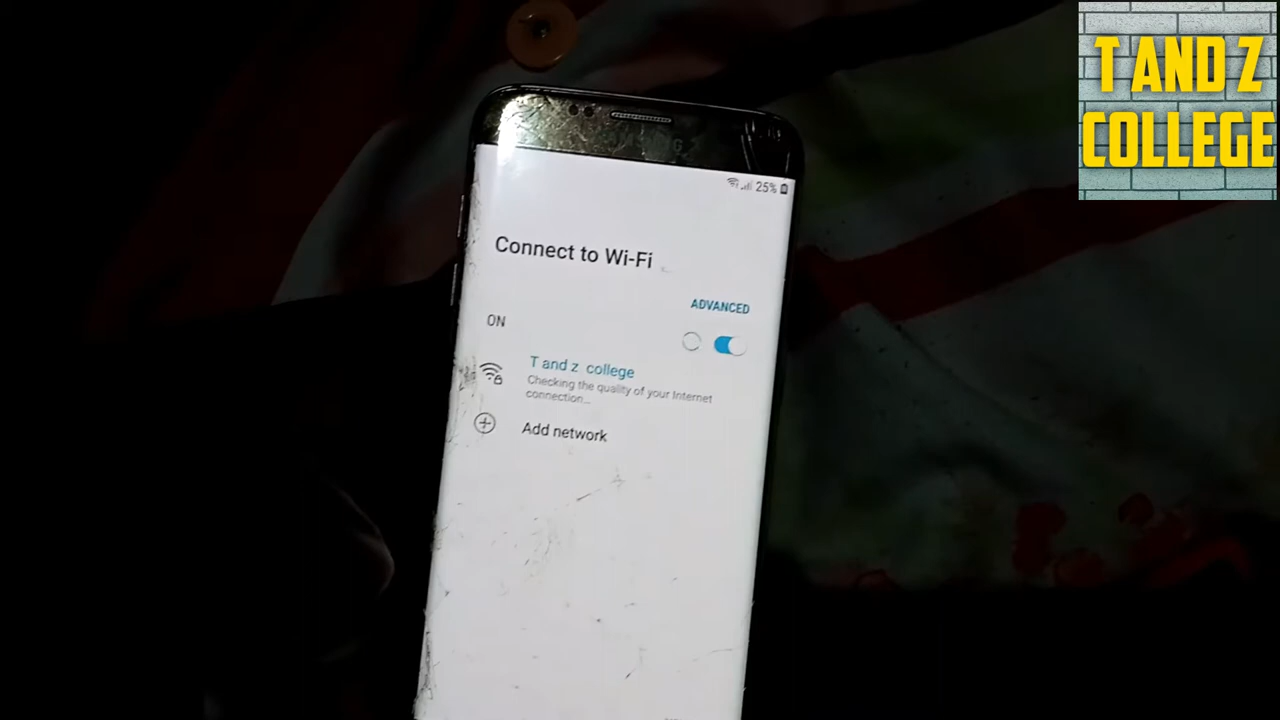 T AND Z
COLLEGE
25%
Connect to Wi-Fi
ADVANCED
ON
T and z college
Checking the quality of your Internet
connection...
Add network